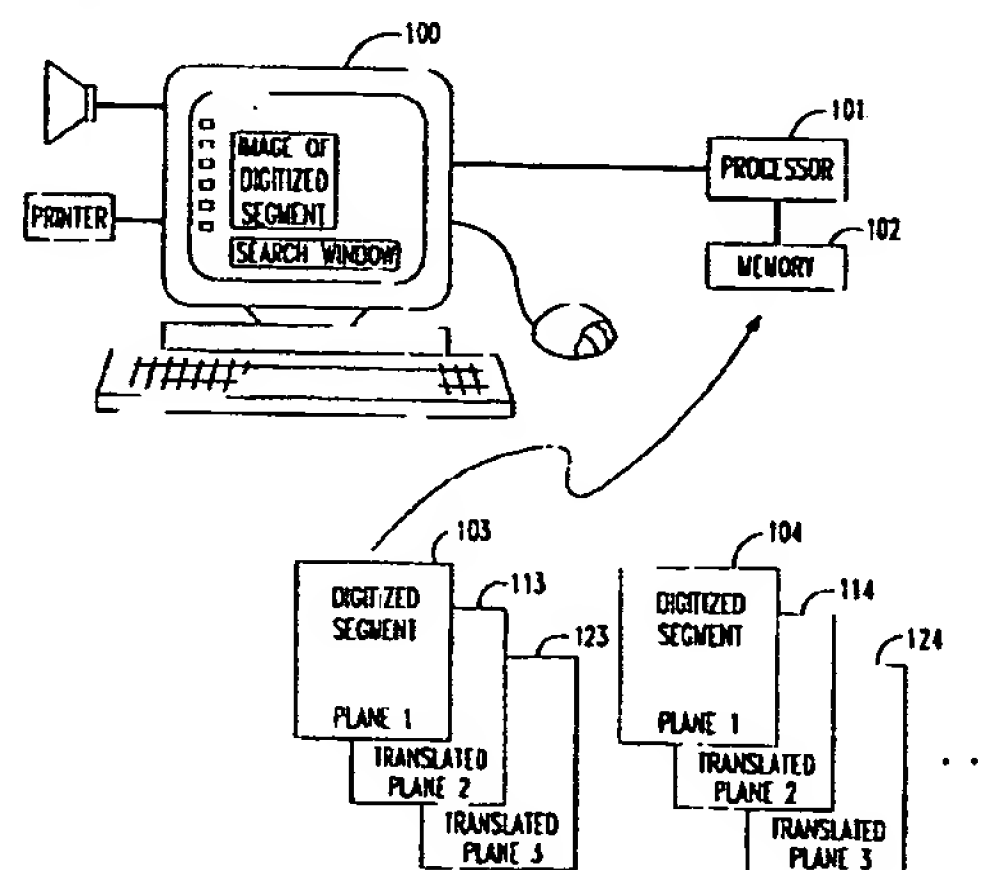 100
101
IMAGE OF
DIGITIZED
SEGMENT
PROCESSOR
PRINTER
102
SEARCH WINDOW
MEMORY
103
104
DIGITIZED
SEGMENT
113
DIGITIZED
SEGMENT
114
123
124
PLANE 1
PLANE 1
TRANSLATED
PLANE 2
TRANSLATED
PLANE 2
TRANSLATED
PLANE 3
TRANSLATED
PLANE 3